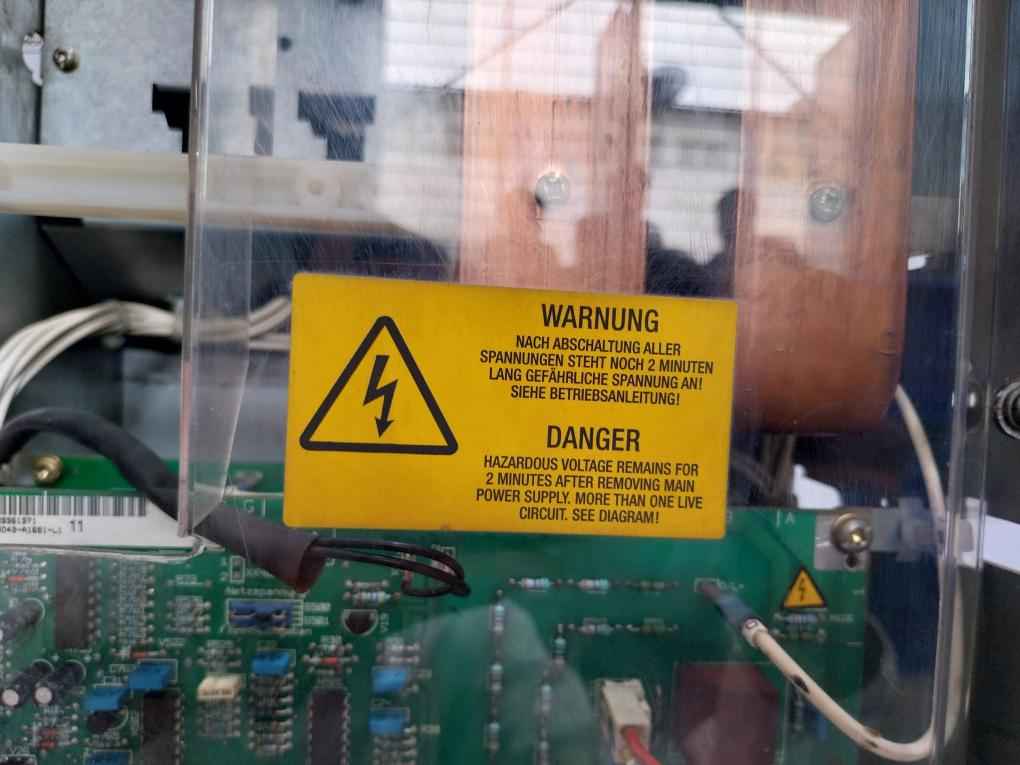 WARNUNG
NACH ABSCHALTUNG ALLER
SPANNUNGEN STEHT NOCH 2 MINUTEN
LANG GEFÄHRLICHE SPANNUNG AN!
SIEHE BETRIEBSANLEITUNG!
DANGER
HAZARDOUS VOLTAGE REMAINS FOR
2 MINUTES AFTER REMOVING MAIN
POWER SUPPLY. MORE THAN ONE LIVE
CIRCUIT. SEE DIAGRAM!
G
A
11